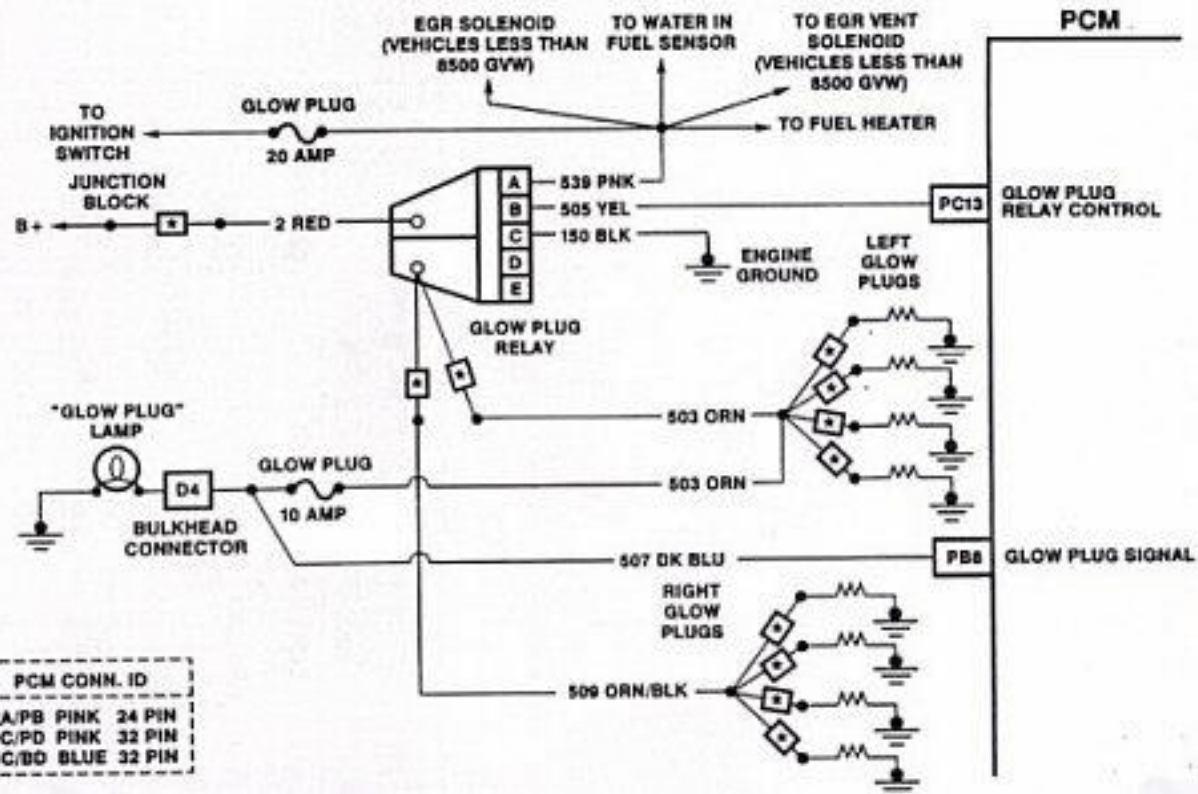 EGR SOLENOID
(VEHICLES LESS THAN
8500 GVW)
TO WATER IN
FUEL SENSOR
TO EGR VENT
SOLENOID
(VEHICLES LESS THAN
8500 GVW)
PCM
TO
IGNITION
SWITCH
GLOW PLUG
20 AMP
TO FUEL HEATER
JUNCTION
BLOCK
B+
2 RED
A
B
C
D
E
539 PNK
505 YEL
150 BLK
PC13
GLOW PLUG
RELAY CONTROL
ENGINE
GROUND
LEFT
GLOW
PLUGS
GLOW PLUG
RELAY
503 ORN
"GLOW PLUG"
LAMP
D4
BULKHEAD
CONNECTOR
GLOW PLUG
10 AMP
503 ORN
507 DK BLU
PB8
GLOW PLUG SIGNAL
RIGHT
GLOW
PLUGS
509 ORN/BLK
PCM CONN. ID
A/PB PINK 24 PIN
C/PD PINK 32 PIN
C/BD BLUE 32 PIN